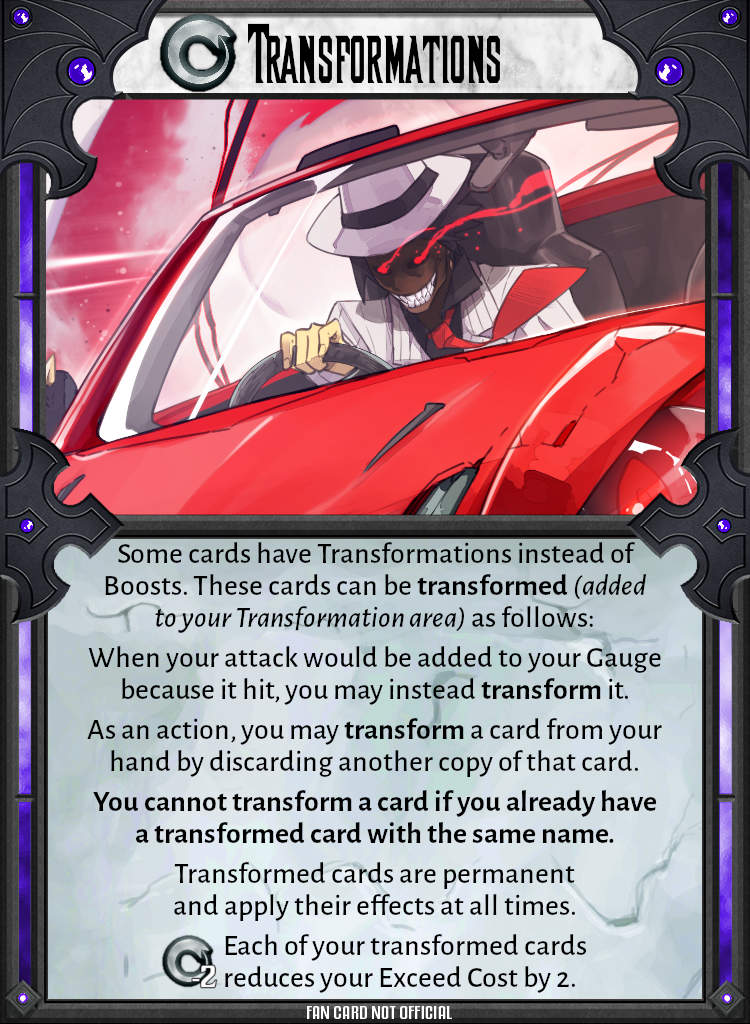 TRANSFORMATIONS
Some cards have Transformations instead of
Boosts. These cards can be transformed (added
to your Transformation area) as follows:
When your attack would be added to your Gauge
because it hit, you may instead transform it.
As an action, you may transform a card from your
hand by discarding another copy of that card.
You cannot transform a card if you already have
a transformed card with the same name.
Transformed cards are permanent
and apply their effects at all times.
-2 Each of your transformed cards
reduces your Exceed Cost by 2.
FAN CARD NOT OFFICIAL